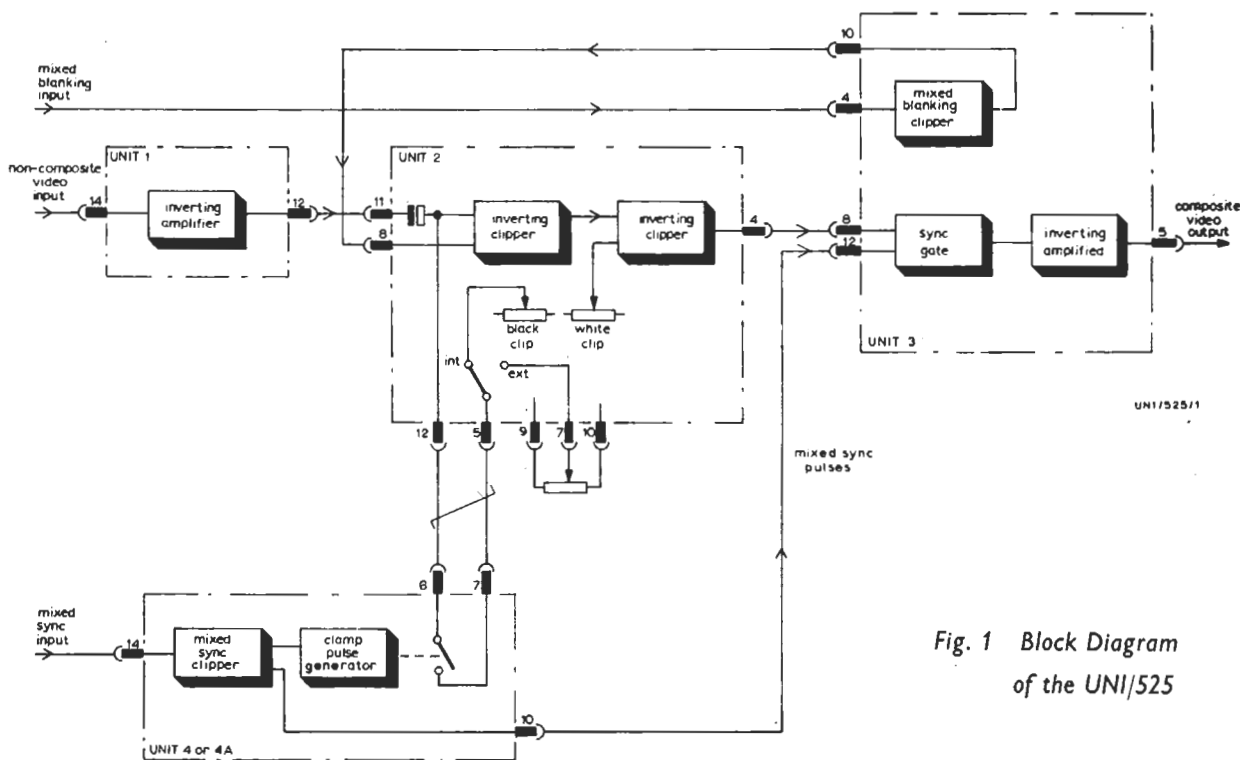 mixed
blanking
input
10
4
mixed
blanking
clipper
UNIT 1
non-composite
video
input
14
inverting
amplifier
12
UNIT 2
11
8
inverting
clipper
inverting
clipper
4
black
clip
white
clip
int
ext
12
5
9
7
10
8
12
sync
gate
inverting
amplified
5
composite
video
output
UNIT 3
UNI/525/1
mixed sync
pulses
6
7
mixed
sync
input
14
mixed
sync
clipper
clamp
pulse
generator
10
UNIT 4 or 4A
Fig. 1 Block Diagram
of the UNI/525